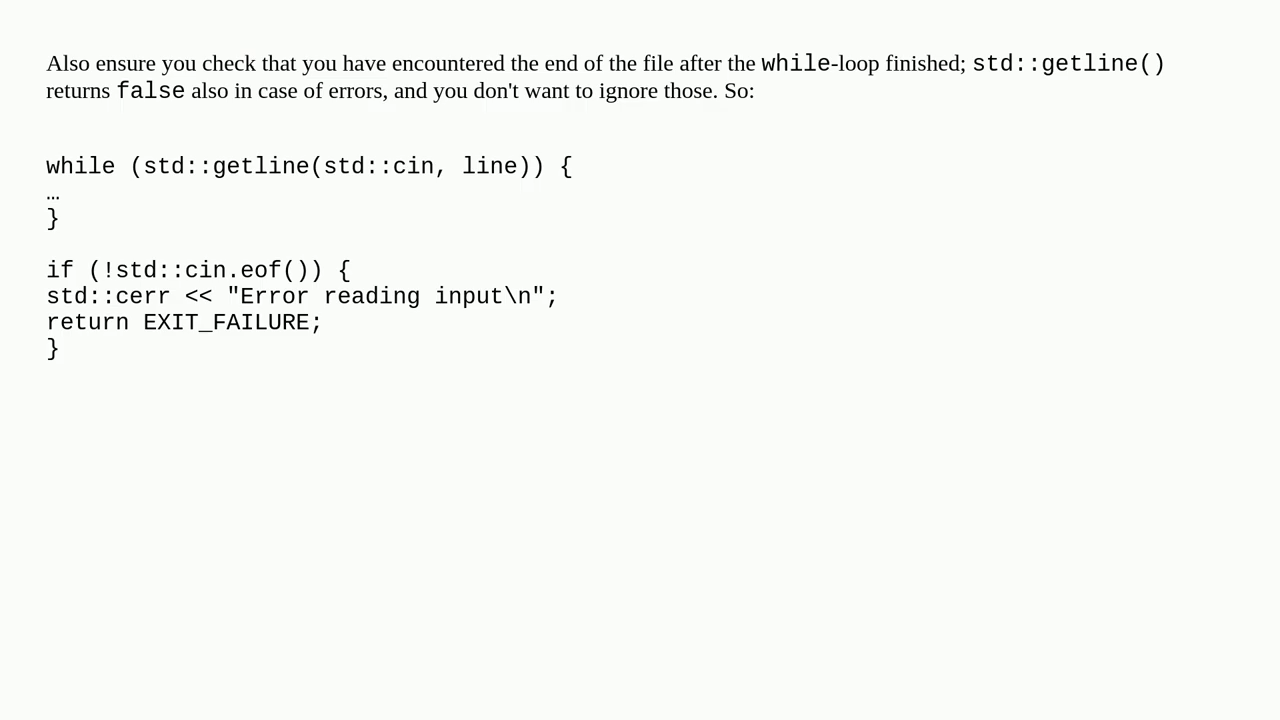 Also ensure you check that you have encountered the end of the file after the while-loop finished; std::getline()
returns false also in case of errors, and you don't want to ignore those. So:
while (std::getline(std::cin, line)) {
…
}
if (!std::cin.eof()) {
std::cerr << "Error reading input\n";
return EXIT_FAILURE;
}